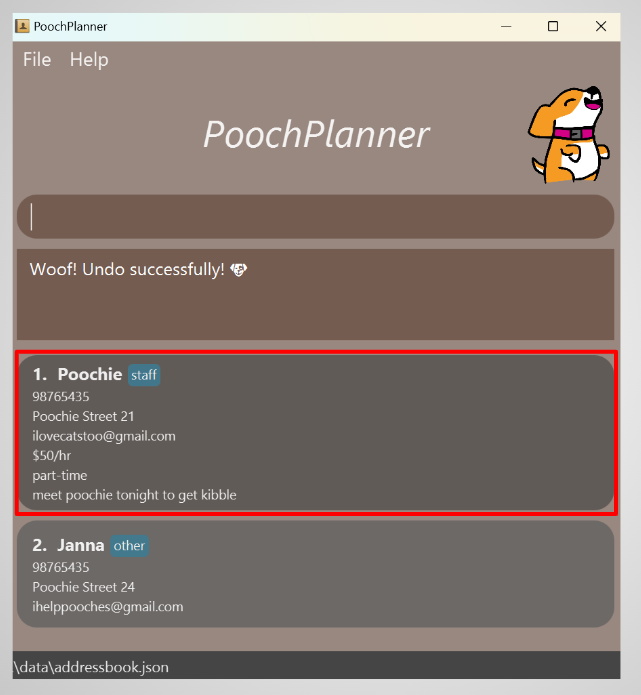 PoochPlanner
File Help
PoochPlanner
Woof! Undo successfully!
1. Poochie staff
98765435
Poochie Street 21
ilovecatstoo@gmail.com
$50/hr
part-time
meet poochie tonight to get kibble
2. Janna other
98765435
Poochie Street 24
ihelppooches@gmail.com
\data\addressbook.json